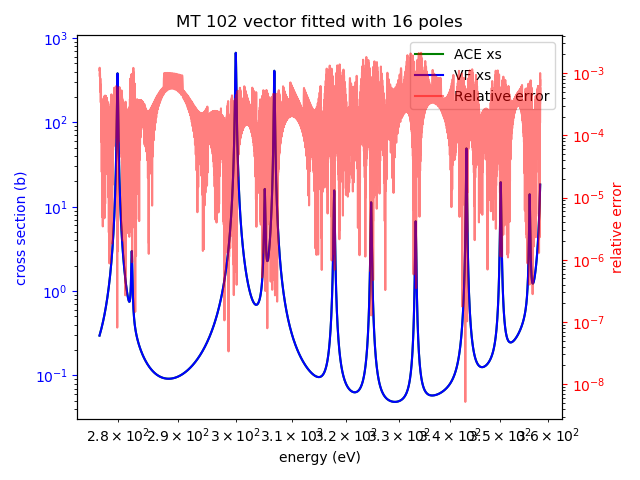 MT 102 vector fitted with 16 poles
ACE xs
VF xs
Relative error
cross section (b)
10³
10²
10¹
10⁰
10⁻¹
relative error
10⁻³
10⁻⁴
10⁻⁵
10⁻⁶
10⁻⁷
10⁻⁸
2.8 × 10² 2.9 × 10² 3 × 10² 3.1 × 10² 3.2 × 10² 3.3 × 10² 3.4 × 10² 3.5 × 10² 3.6 × 10²
energy (eV)